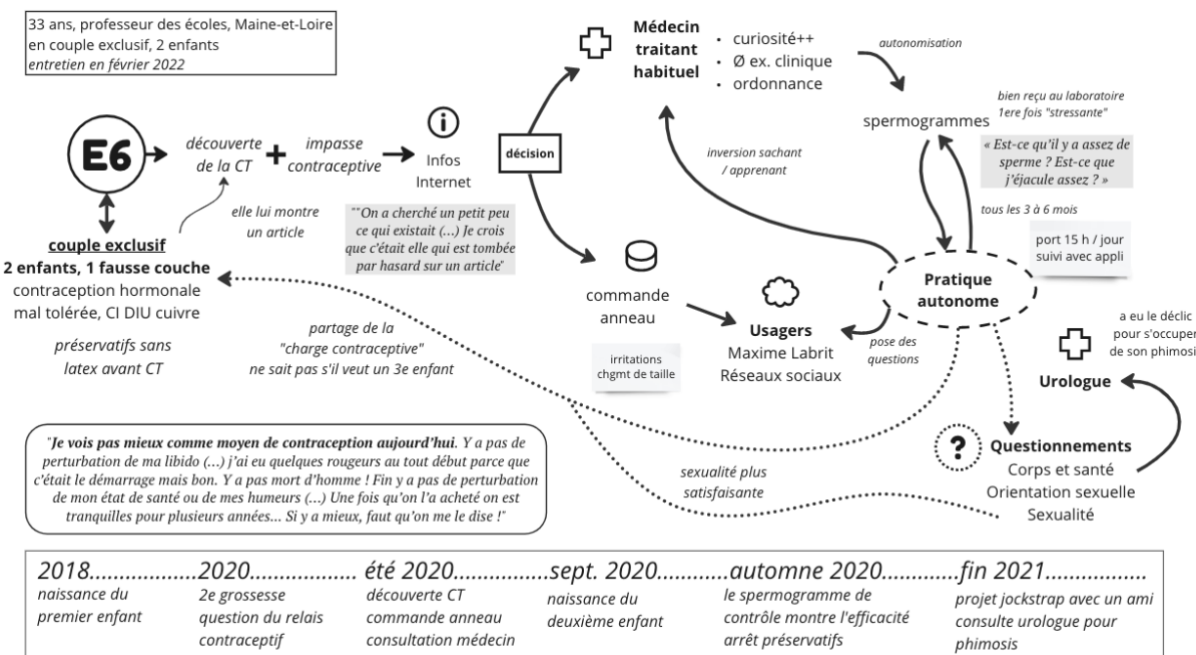 33 ans, professeur des écoles, Maine-et-Loire
en couple exclusif, 2 enfants
entretien en février 2022
E6
découverte
de la CT
+
impasse
contraceptive
elle lui montre
un article
Infos
Internet
""On a cherché un petit peu
ce qui existait (...) Je crois
que c'était elle qui est tombée
par hasard sur un article"
décision
Médecin
traitant
habituel
• curiosité++
• Ø ex. clinique
• ordonnance
autonomisation
spermogrammes
bien reçu au laboratoire
1ere fois "stressante"
« Est-ce qu'il y a assez de
sperme ? Est-ce que
j'éjacule assez ? »
tous les 3 à 6 mois
port 15 h / jour
suivi avec appli
inversion sachant
/ apprenant
Pratique
autonome
commande
anneau
irritations
chgmt de taille
Usagers
Maxime Labrit
Réseaux sociaux
pose des
questions
a eu le déclic
pour s'occuper
de son phimosi
Urologue
?
Questionnements
Corps et santé
Orientation sexuelle
Sexualité
sexualité plus
satisfaisante
couple exclusif
2 enfants, 1 fausse couche
contraception hormonale
mal tolérée, CI DIU cuivre
préservatifs sans
latex avant CT
partage de la
"charge contraceptive"
ne sait pas s'il veut un 3e enfant
"Je vois pas mieux comme moyen de contraception aujourd'hui. Y a pas de
perturbation de ma libido (...) j'ai eu quelques rougeurs au tout début parce que
c'était le démarrage mais bon. Y a pas mort d'homme ! Fin y a pas de perturbation
de mon état de santé ou de mes humeurs (...) Une fois qu'on l'a acheté on est
tranquilles pour plusieurs années... Si y a mieux, faut qu'on me le dise !"
2018..................2020.................. été 2020................sept. 2020............automne 2020.............fin 2021.................
naissance du
premier enfant
2e grossesse
question du relais
contraceptif
découverte CT
commande anneau
consultation médecin
naissance du
deuxième enfant
le spermogramme de
contrôle montre l'efficacité
arrêt préservatifs
projet jockstrap avec un ami
consulte urologue pour
phimosis